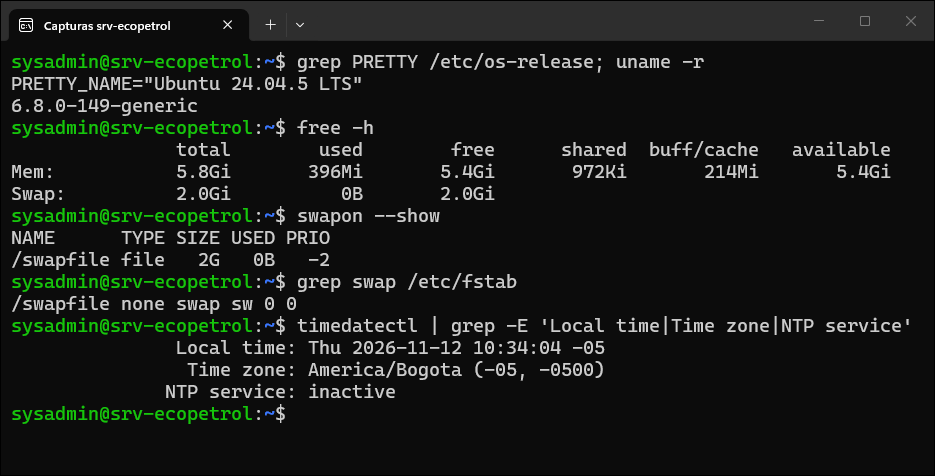 Capturas srv-ecopetrol
sysadmin@srv-ecopetrol:~$ grep PRETTY /etc/os-release; uname -r
PRETTY_NAME="Ubuntu 24.04.5 LTS"
6.8.0-149-generic
sysadmin@srv-ecopetrol:~$ free -h
               total        used        free      shared  buff/cache   available
Mem:           5.8Gi       396Mi       5.4Gi       972Ki       214Mi       5.4Gi
Swap:          2.0Gi          0B       2.0Gi
sysadmin@srv-ecopetrol:~$ swapon --show
NAME      TYPE SIZE USED PRIO
/swapfile file   2G   0B   -2
sysadmin@srv-ecopetrol:~$ grep swap /etc/fstab
/swapfile none swap sw 0 0
sysadmin@srv-ecopetrol:~$ timedatectl | grep -E 'Local time|Time zone|NTP service'
               Local time: Thu 2026-11-12 10:34:04 -05
                Time zone: America/Bogota (-05, -0500)
              NTP service: inactive
sysadmin@srv-ecopetrol:~$